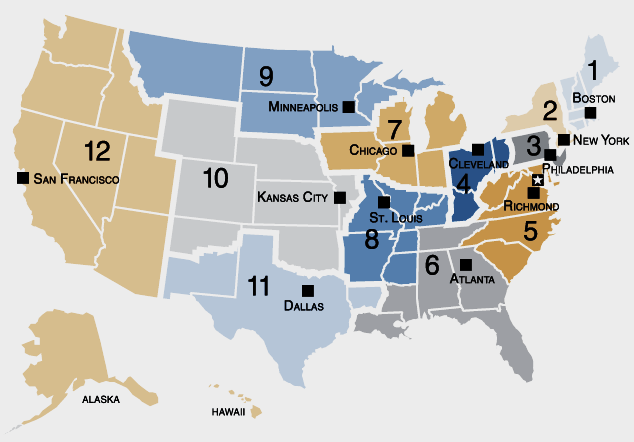 1
BOSTON
9
2
MINNEAPOLIS
7
NEW YORK
3
12
CHICAGO
CLEVELAND
PHILADELPHIA
10
SAN FRANCISCO
4
KANSAS CITY
RICHMOND
ST. LOUIS
5
8
6
11
ATLANTA
DALLAS
ALASKA
HAWAII